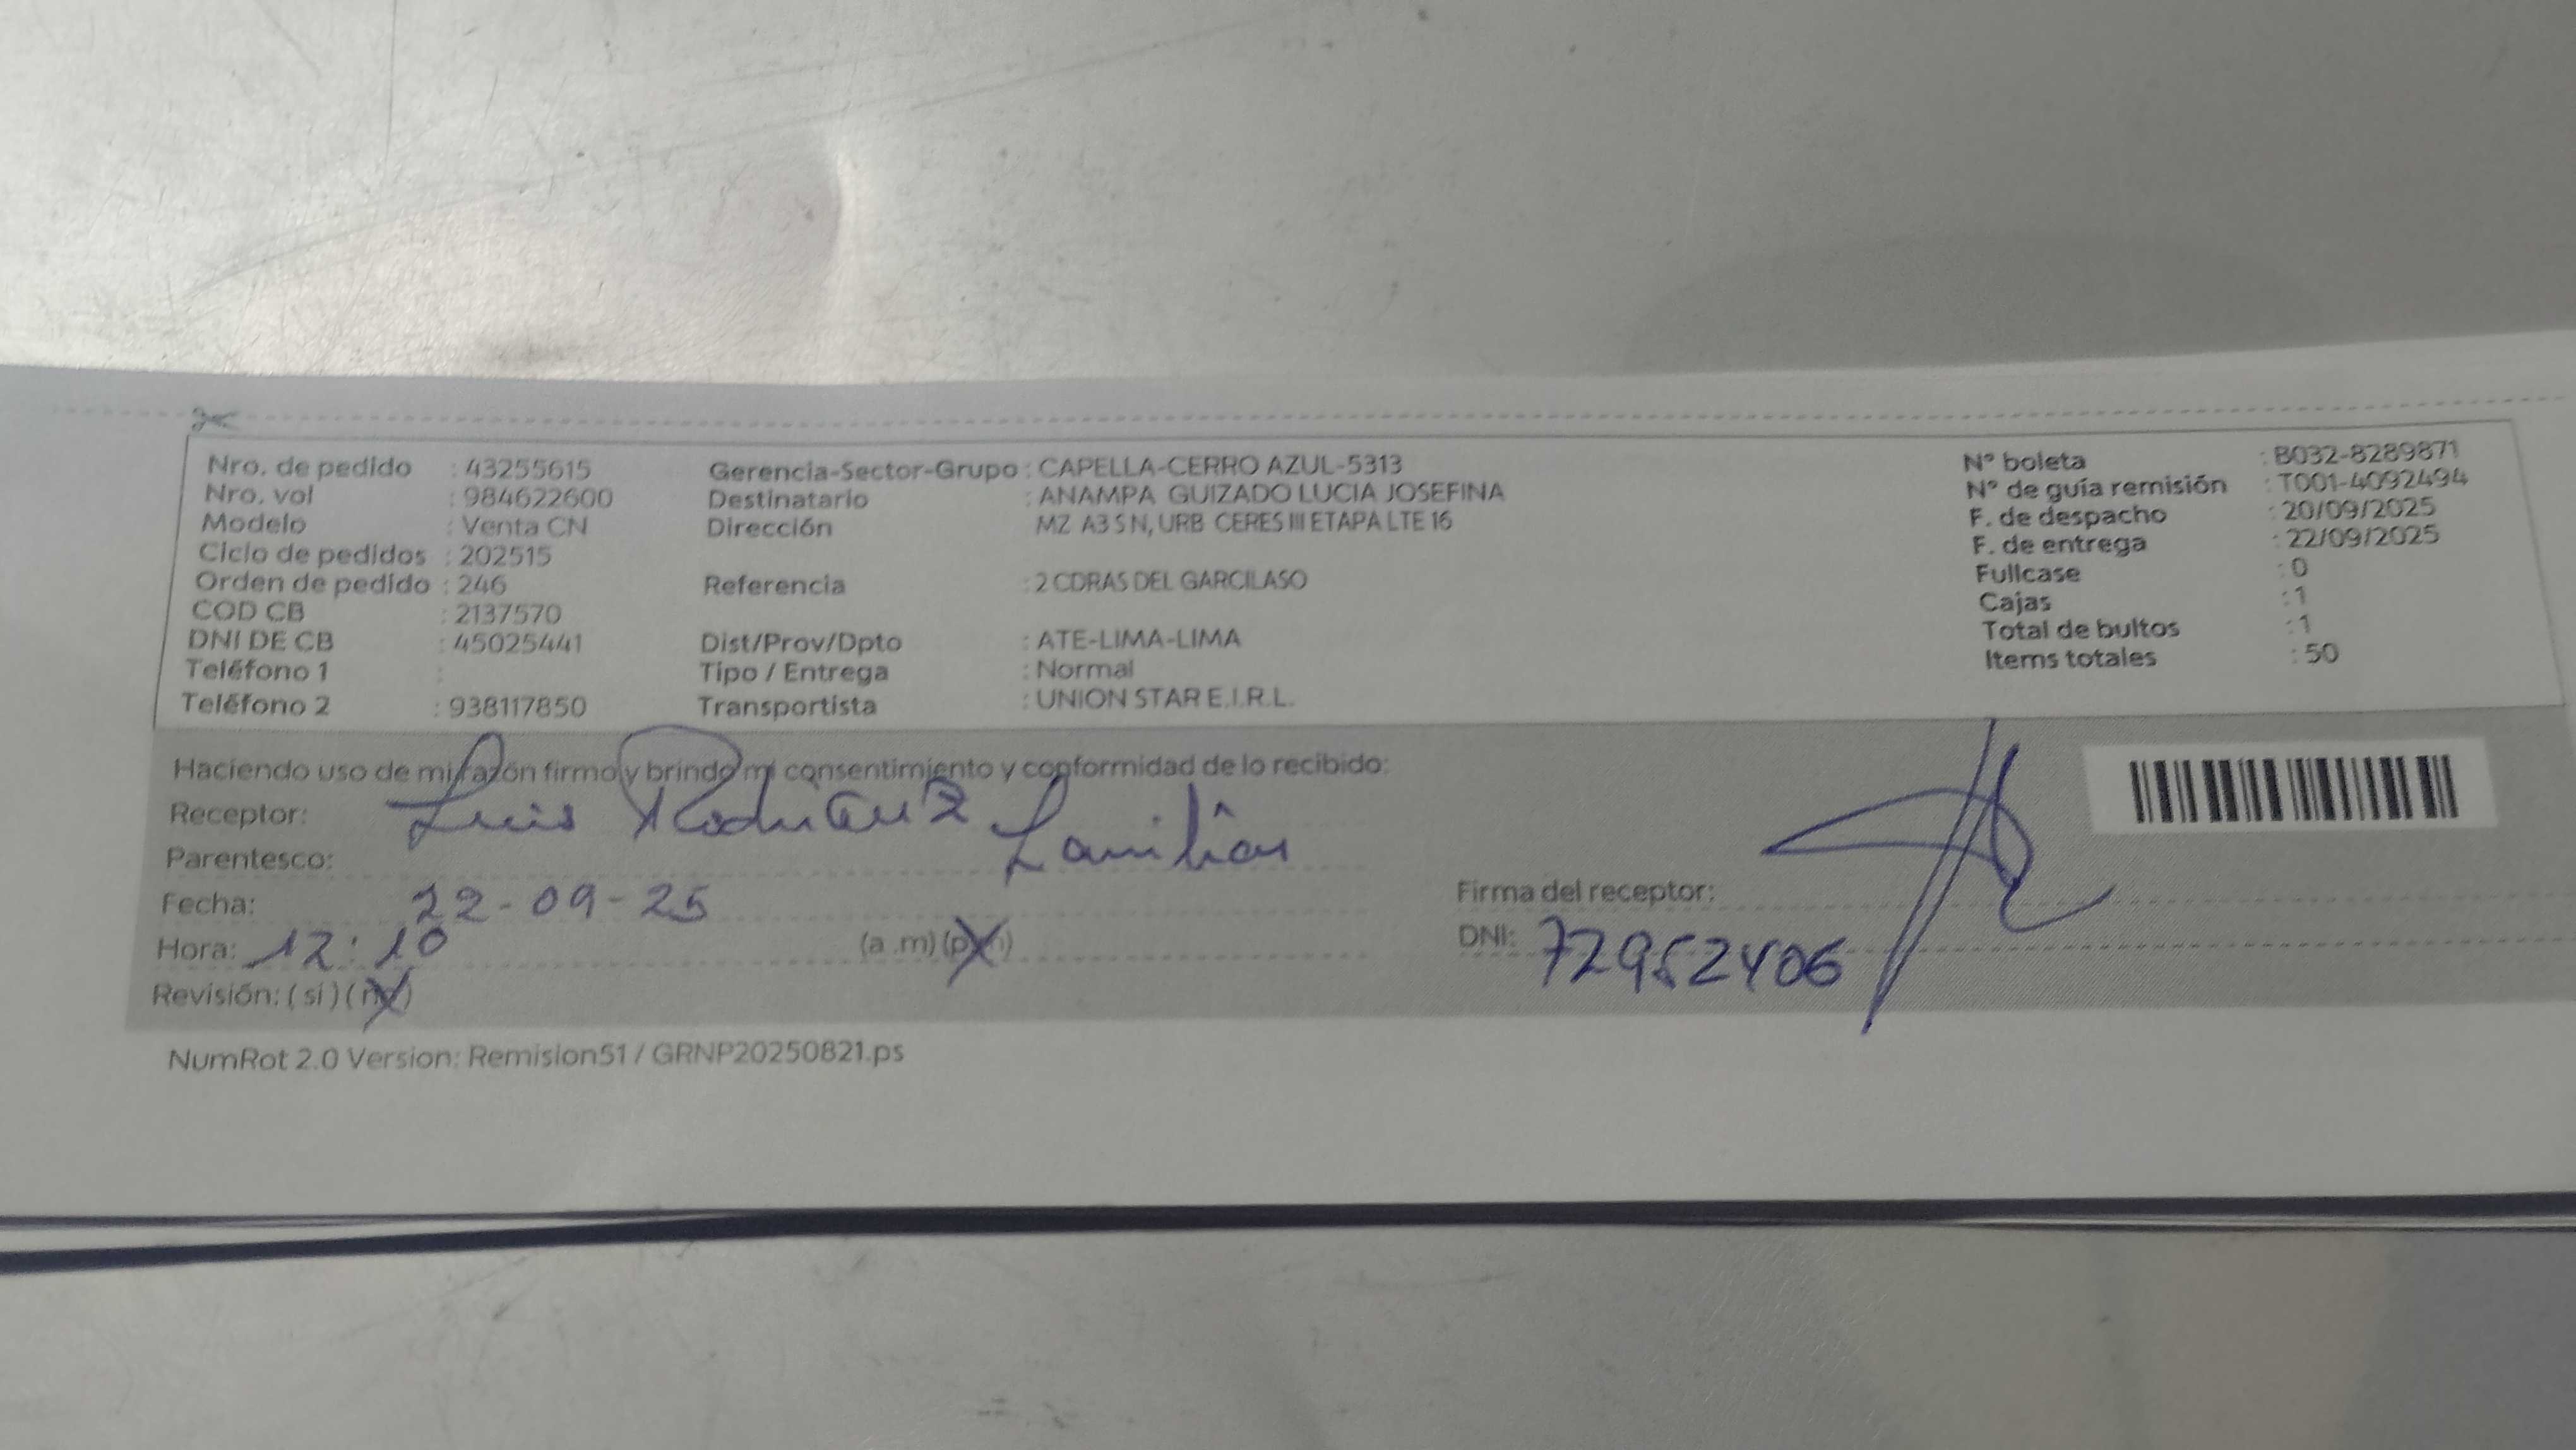 Nro. de pedido : 43255615
Nro. vol : 984622600
Modelo : Venta CN
Ciclo de pedidos : 202515
Orden de pedido : 246
COD CB : 2137570
DNI DE CB : 45025441
Teléfono 1 :
Teléfono 2 : 938117850
Gerencia-Sector-Grupo : CAPELLA-CERRO AZUL-5313
Destinatario : ANAMPA GUIZADO LUCIA JOSEFINA
Dirección MZ A3 S N, URB CERES III ETAPA LTE 16
Referencia : 2 CDRAS DEL GARCILASO
Dist/Prov/Dpto : ATE-LIMA-LIMA
Tipo / Entrega : Normal
Transportista : UNION STAR E.I.R.L.
N° boleta : B032-8289871
N° de guía remisión : T001-4092494
F. de despacho : 20/09/2025
F. de entrega : 22/09/2025
Fullcase : 0
Cajas : 1
Total de bultos : 1
Items totales : 50
Haciendo uso de mi razón firmo y brindo mi consentimiento y conformidad de lo recibido:
Receptor: Luis
Parentesco: Familiar
Fecha: 22-09-25
Hora: 12:10 (a .m) (p.m)
Revisión: ( si ) ( no )
Firma del receptor:
DNI: 72952406
NumRot 2.0 Version: Remision51 / GRNP20250821.ps